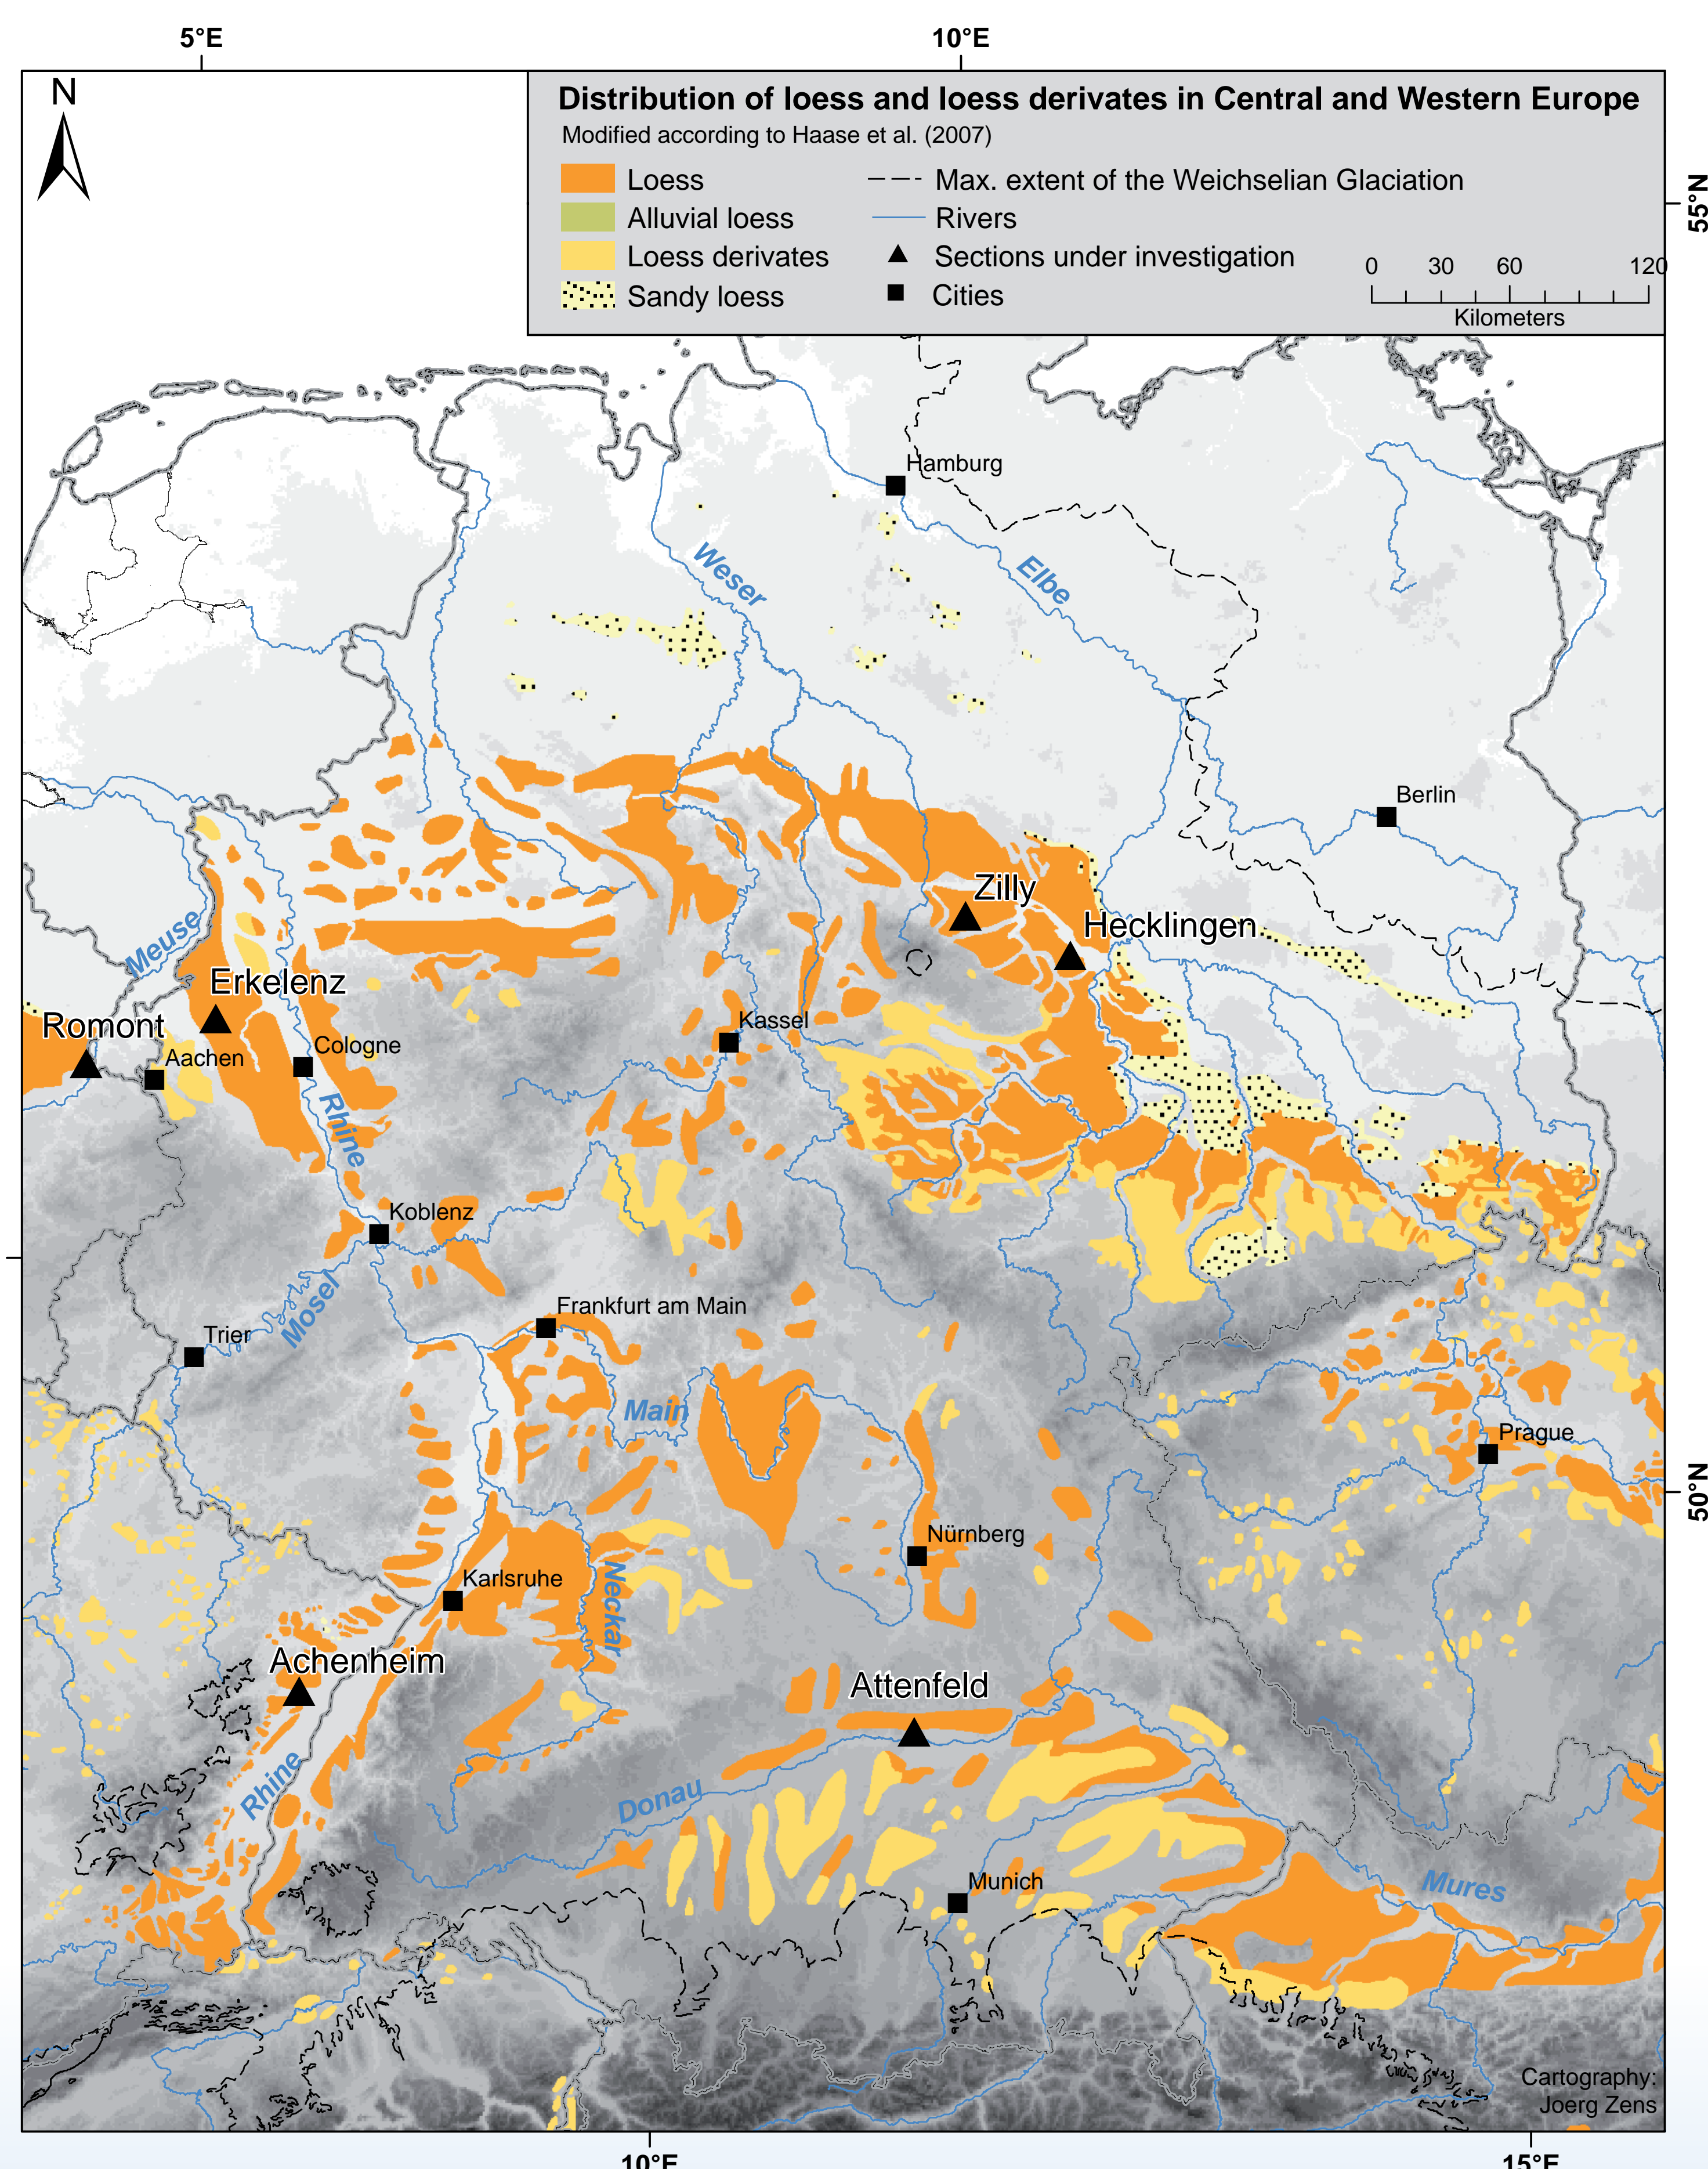 5°E
10°E
N
Distribution of loess and loess derivates in Central and Western Europe
Modified according to Haase et al. (2007)
Loess
Max. extent of the Weichselian Glaciation
Alluvial loess
Rivers
Loess derivates
Sections under investigation
Sandy loess
Cities
0 30 60 120
Kilometers
55°N
Hamburg
Weser
Elbe
Berlin
Zilly
Hecklingen
Meuse
Erkelenz
Romont
Kassel
Cologne
Aachen
Rhine
Koblenz
Mosel
Frankfurt am Main
Trier
Main
Prague
50°N
Nürnberg
Karlsruhe
Neckar
Achenheim
Attenfeld
Rhine
Donau
Munich
Mures
Cartography:
Joerg Zens
10°E
15°E